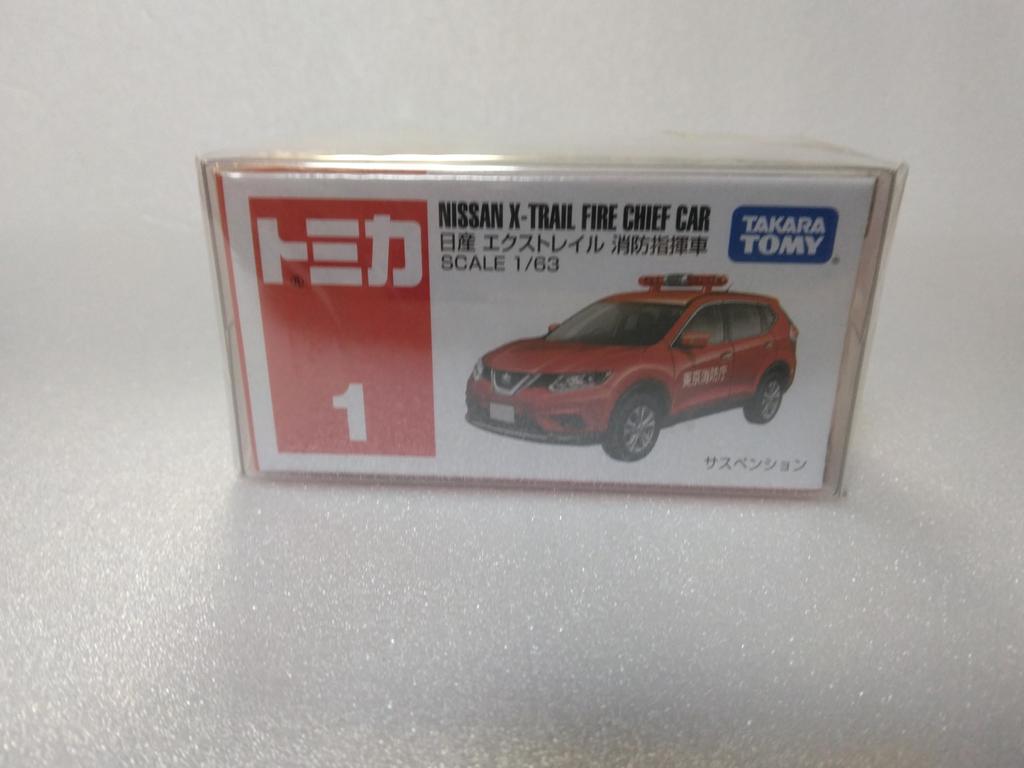 トミカ
®
1
NISSAN X-TRAIL FIRE CHIEF CAR
日産 エクストレイル 消防指揮車
SCALE 1/63
TAKARA
TOMY®
東京消防庁
サスペンション